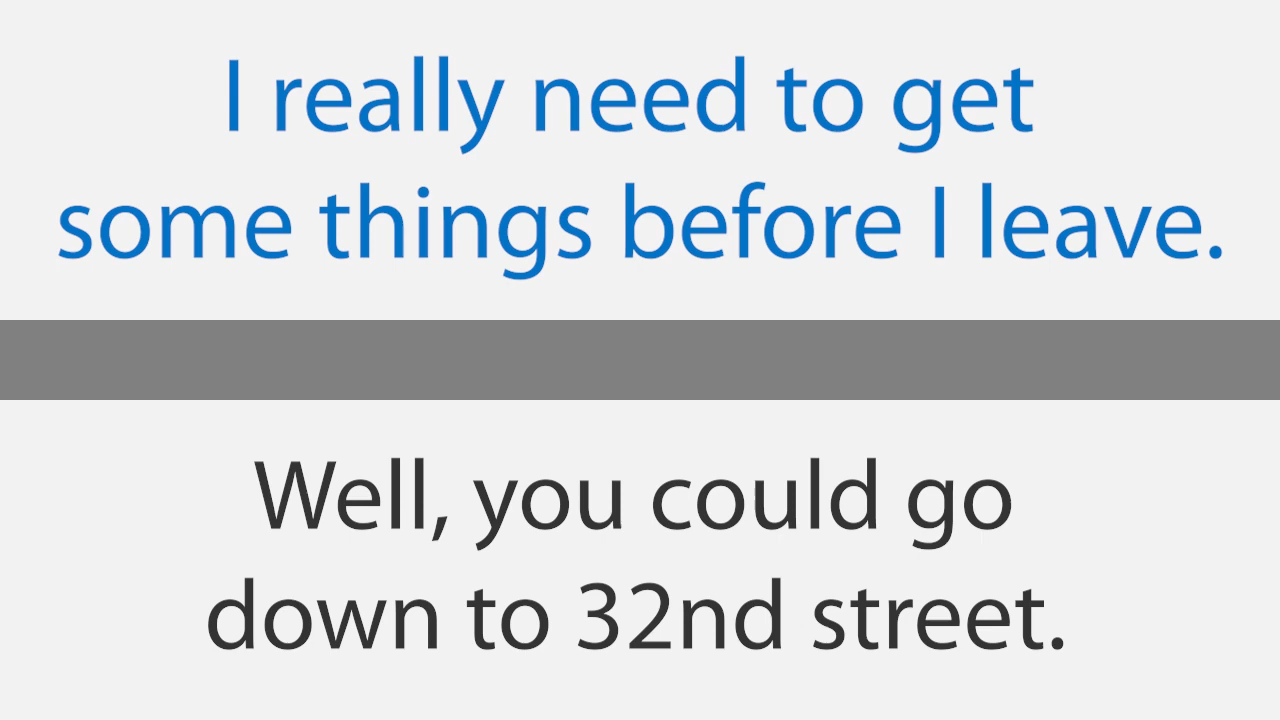 I really need to get
some things before I leave.
Well, you could go
down to 32nd street.